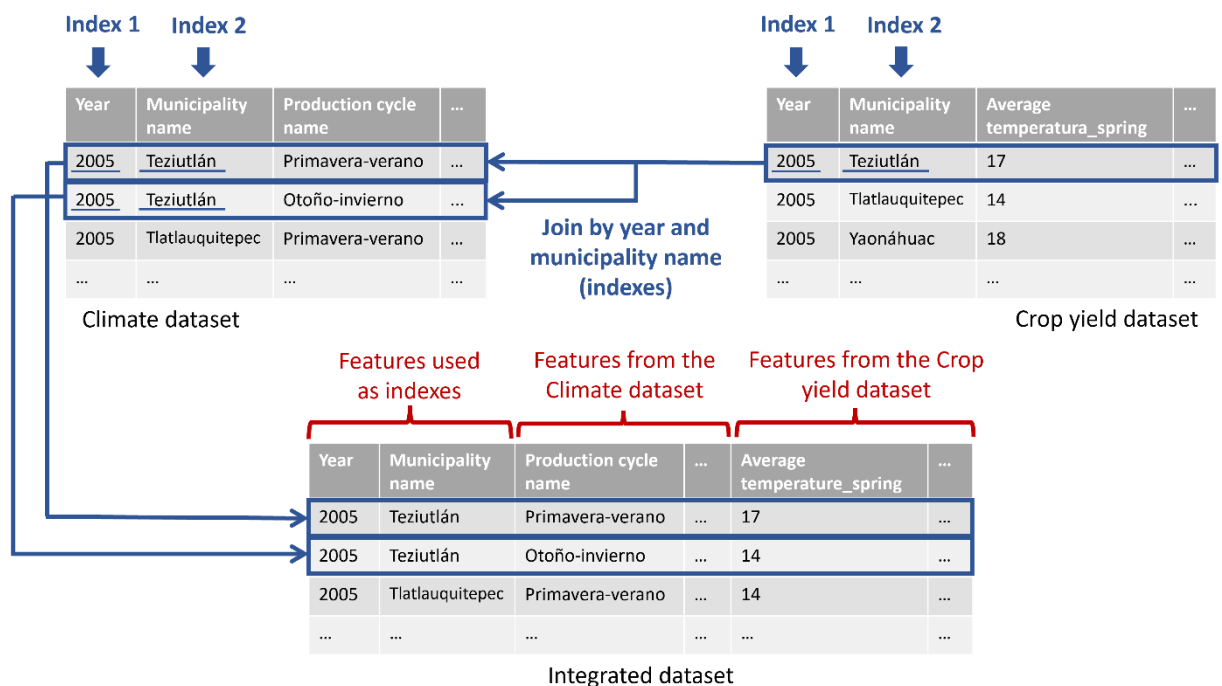 Index 1 Index 2
Index 1 Index 2
Year Municipality name Production cycle name ...
2005 Teziutlán Primavera-verano ...
2005 Teziutlán Otoño-invierno ...
2005 Tlatlauquitepec Primavera-verano ...
... ... ... ...
Climate dataset
Join by year and
municipality name
(indexes)
Year Municipality name Average temperatura_spring ...
2005 Teziutlán 17 ...
2005 Tlatlauquitepec 14 ...
2005 Yaonáhuac 18 ...
... ... ... ...
Crop yield dataset
Features used
as indexes
Features from the
Climate dataset
Features from the Crop
yield dataset
Year Municipality name Production cycle name ... Average temperature_spring ...
2005 Teziutlán Primavera-verano ... 17 ...
2005 Teziutlán Otoño-invierno ... 14 ...
2005 Tlatlauquitepec Primavera-verano ... 14 ...
... ... ... ... ... ...
Integrated dataset